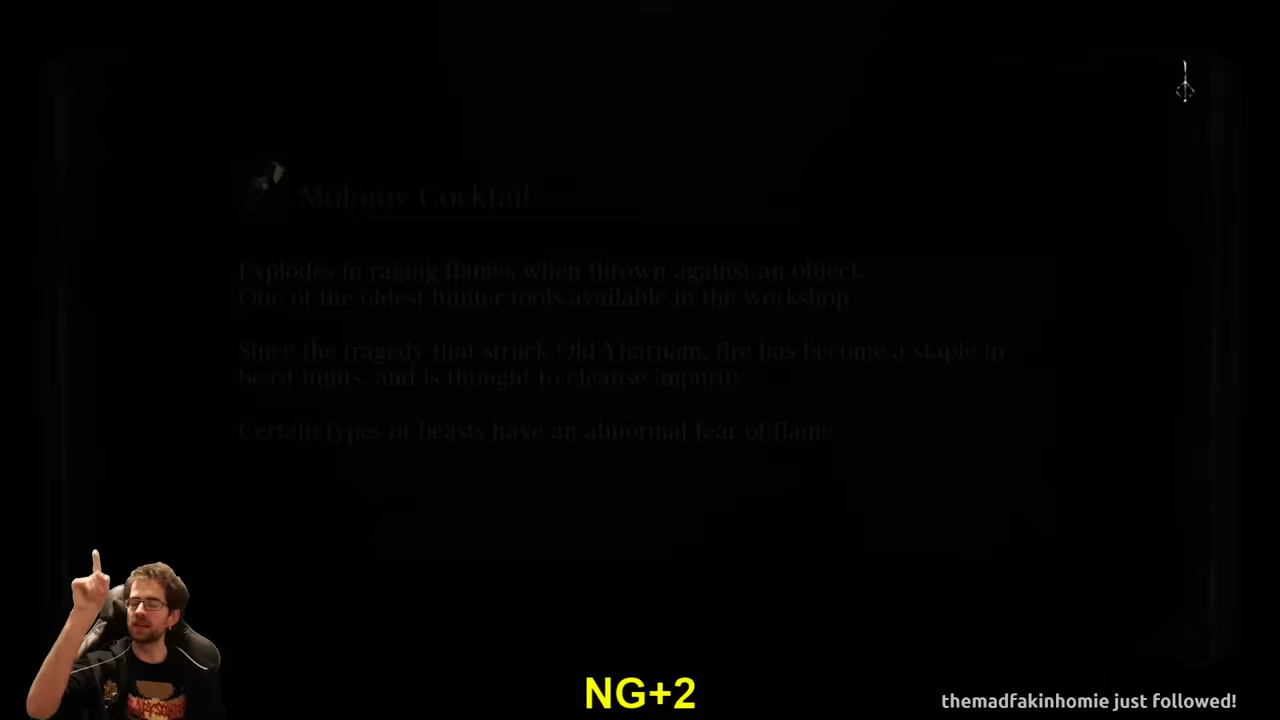 Molotov Cocktail
Explodes in raging flames when thrown against an object.
One of the oldest hunter tools available in the workshop.
Since the tragedy that struck Old Yharnam, fire has become a staple in
beast hunts, and is thought to cleanse impurity.
Certain types of beasts have an abnormal fear of flame.
NG+2
themadfakinhomie just followed!